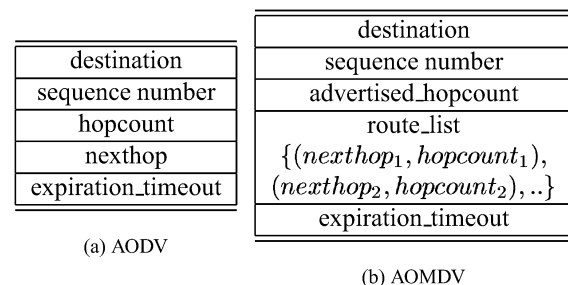 destination
sequence number
hopcount
nexthop
expiration_timeout
(a) AODV
destination
sequence number
advertised_hopcount
route_list
{(nexthop₁, hopcount₁),
(nexthop₂, hopcount₂), ..}
expiration_timeout
(b) AOMDV